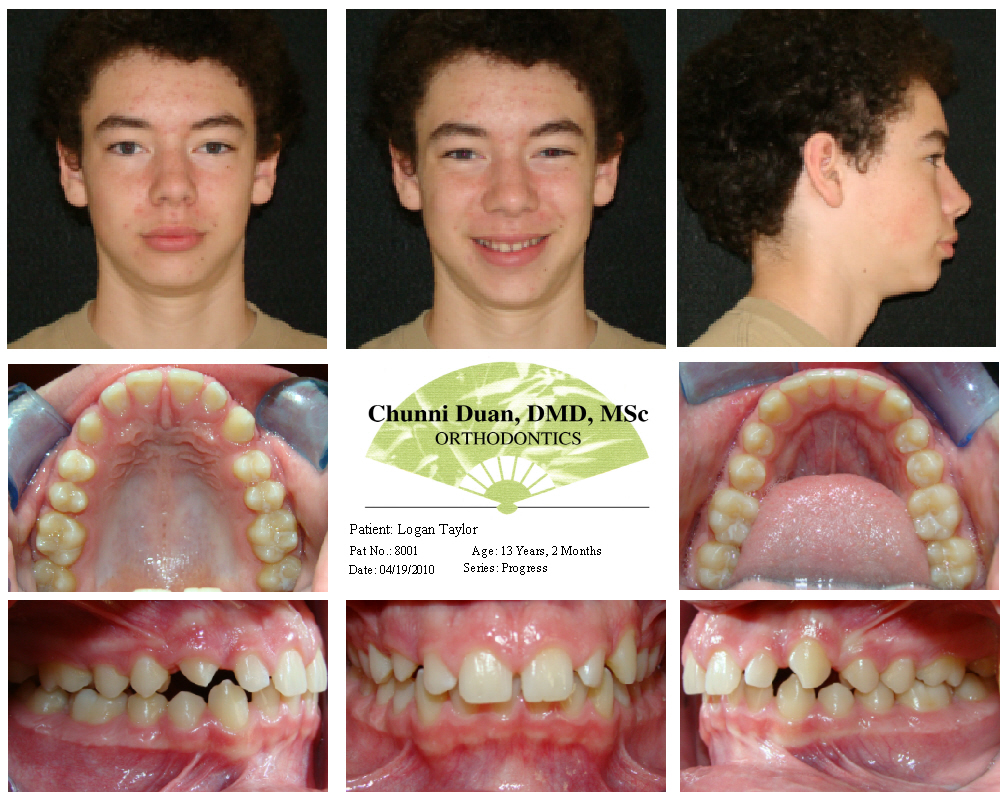 Chunni Duan, DMD, MSc
ORTHODONTICS
Patient: Logan Taylor
Pat No.: 8001 Age: 13 Years, 2 Months
Date: 04/19/2010 Series: Progress